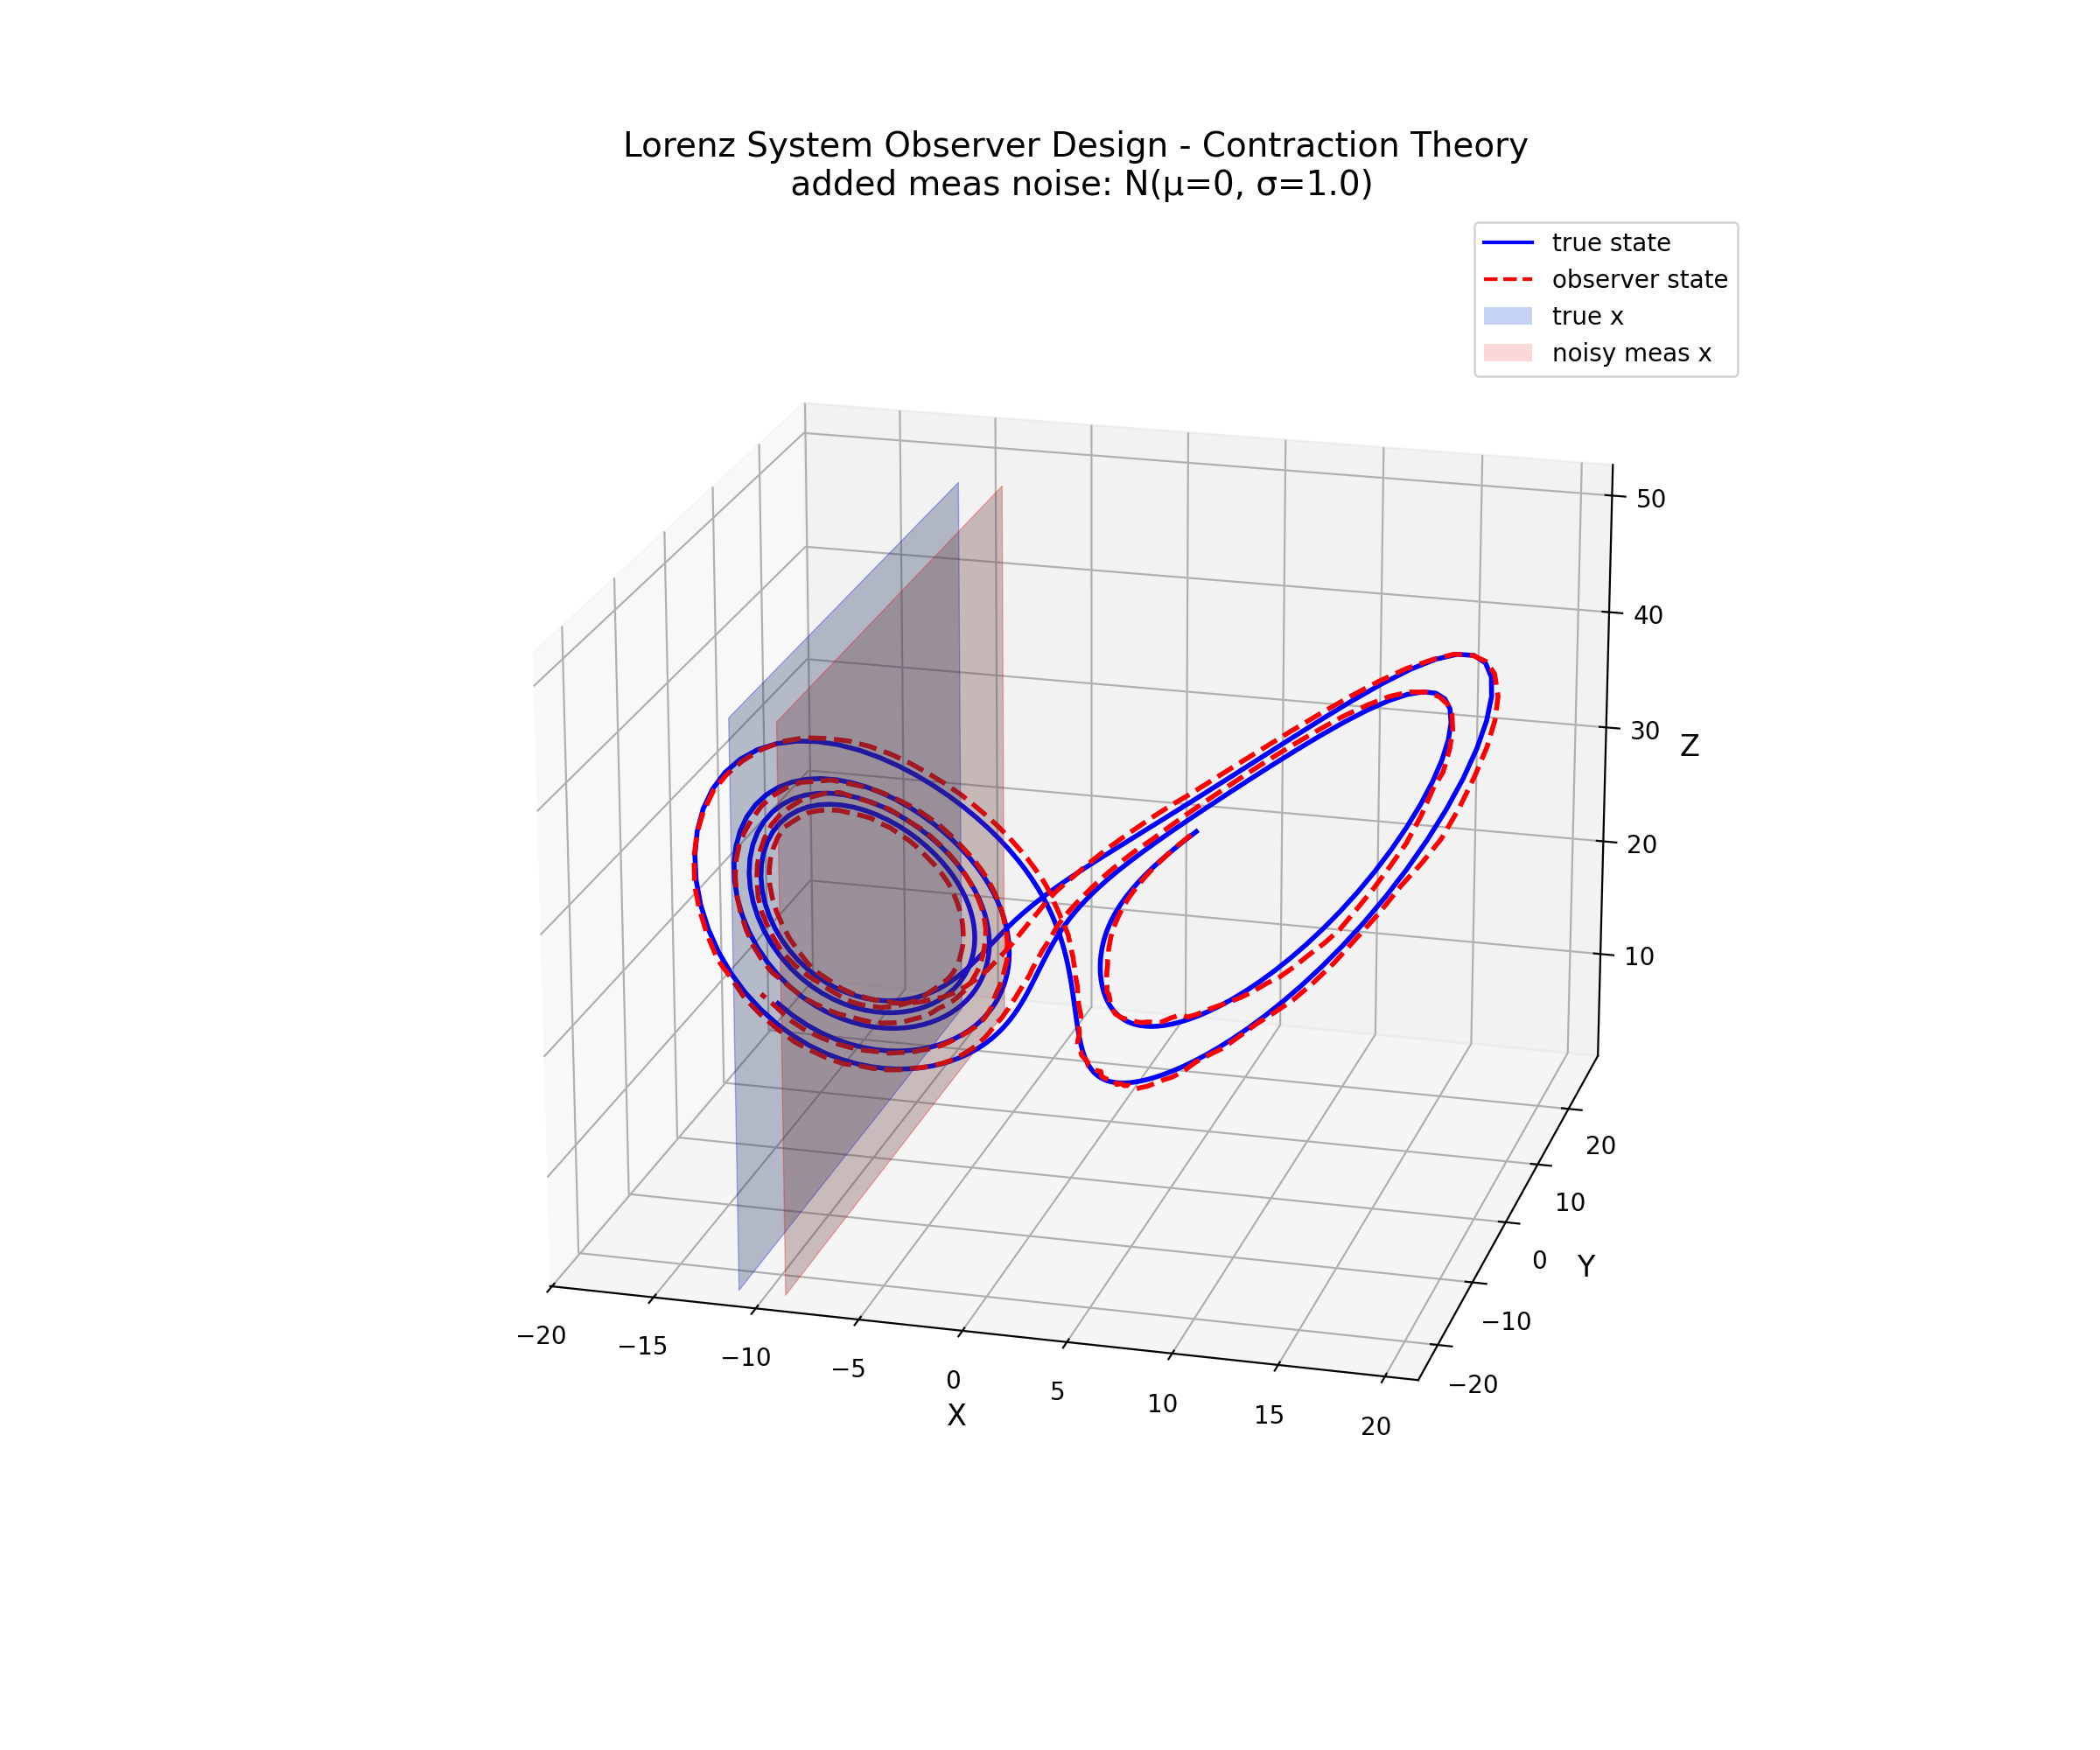 Lorenz System Observer Design - Contraction Theory
added meas noise: N(μ=0, σ=1.0)
true state
observer state
true x
noisy meas x
50
40
30
Z
20
10
20
10
0
Y
−10
−20
−20
−15
−10
−5
0
5
10
15
20
X